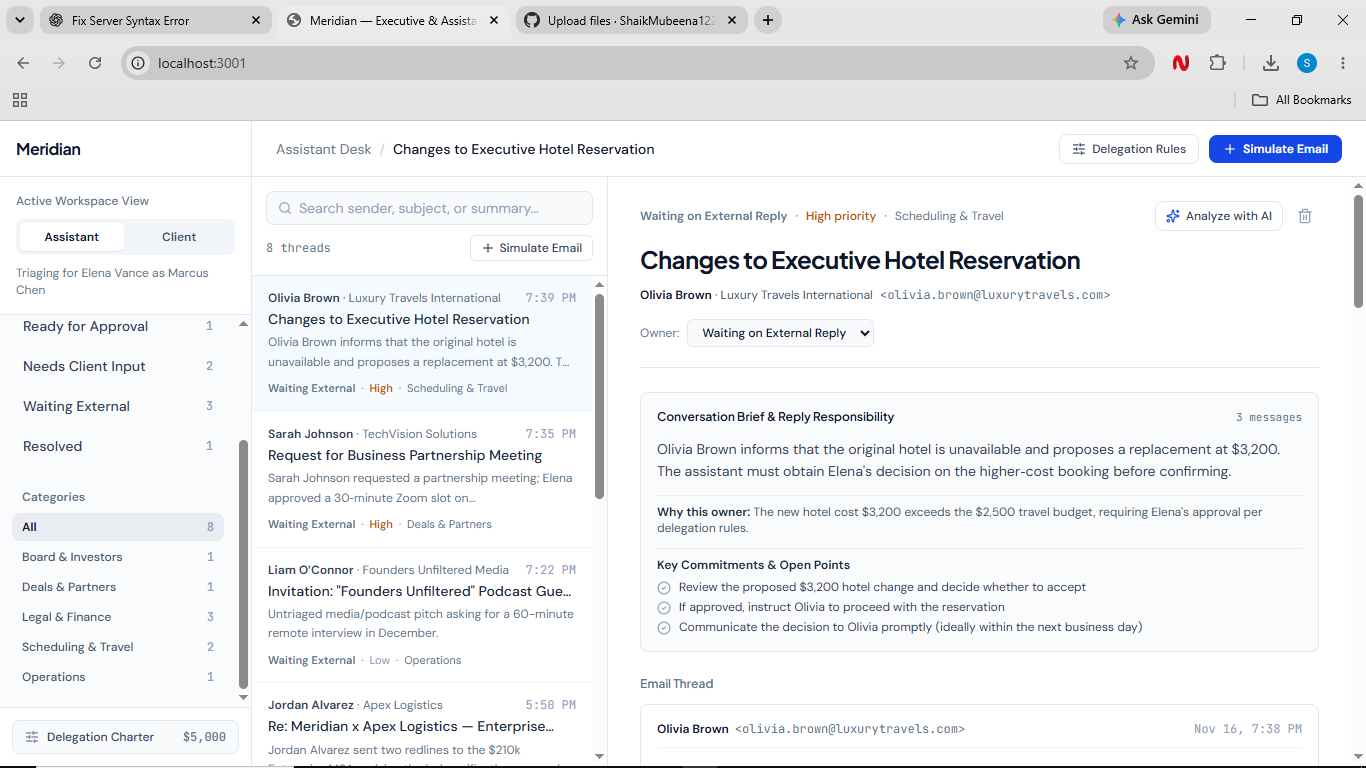 Fix Server Syntax Error
Meridian — Executive & Assista
Upload files · ShaikMubeena122
Ask Gemini
localhost:3001
S
All Bookmarks
Meridian
Assistant Desk / Changes to Executive Hotel Reservation
Delegation Rules
Simulate Email
Active Workspace View
Assistant
Client
Triaging for Elena Vance as Marcus
Chen
Ready for Approval 1
Needs Client Input 2
Waiting External 3
Resolved 1
Categories
All 8
Board & Investors 1
Deals & Partners 1
Legal & Finance 3
Scheduling & Travel 2
Operations 1
Delegation Charter $5,000
Search sender, subject, or summary...
8 threads
Simulate Email
Olivia Brown · Luxury Travels International 7:39 PM
Changes to Executive Hotel Reservation
Olivia Brown informs that the original hotel is
unavailable and proposes a replacement at $3,200. T...
Waiting External · High · Scheduling & Travel
Sarah Johnson · TechVision Solutions 7:35 PM
Request for Business Partnership Meeting
Sarah Johnson requested a partnership meeting; Elena
approved a 30-minute Zoom slot on...
Waiting External · High · Deals & Partners
Liam O'Connor · Founders Unfiltered Media 7:22 PM
Invitation: "Founders Unfiltered" Podcast Gue...
Untriaged media/podcast pitch asking for a 60-minute
remote interview in December.
Waiting External · Low · Operations
Jordan Alvarez · Apex Logistics 5:50 PM
Re: Meridian x Apex Logistics — Enterprise...
Jordan Alvarez sent two redlines to the $210k
Waiting on External Reply · High priority · Scheduling & Travel
Analyze with AI
Changes to Executive Hotel Reservation
Olivia Brown · Luxury Travels International <olivia.brown@luxurytravels.com>
Owner: Waiting on External Reply
Conversation Brief & Reply Responsibility 3 messages
Olivia Brown informs that the original hotel is unavailable and proposes a replacement at $3,200.
The assistant must obtain Elena's decision on the higher-cost booking before confirming.
Why this owner: The new hotel cost $3,200 exceeds the $2,500 travel budget, requiring Elena's approval per
delegation rules.
Key Commitments & Open Points
Review the proposed $3,200 hotel change and decide whether to accept
If approved, instruct Olivia to proceed with the reservation
Communicate the decision to Olivia promptly (ideally within the next business day)
Email Thread
Olivia Brown <olivia.brown@luxurytravels.com> Nov 16, 7:38 PM